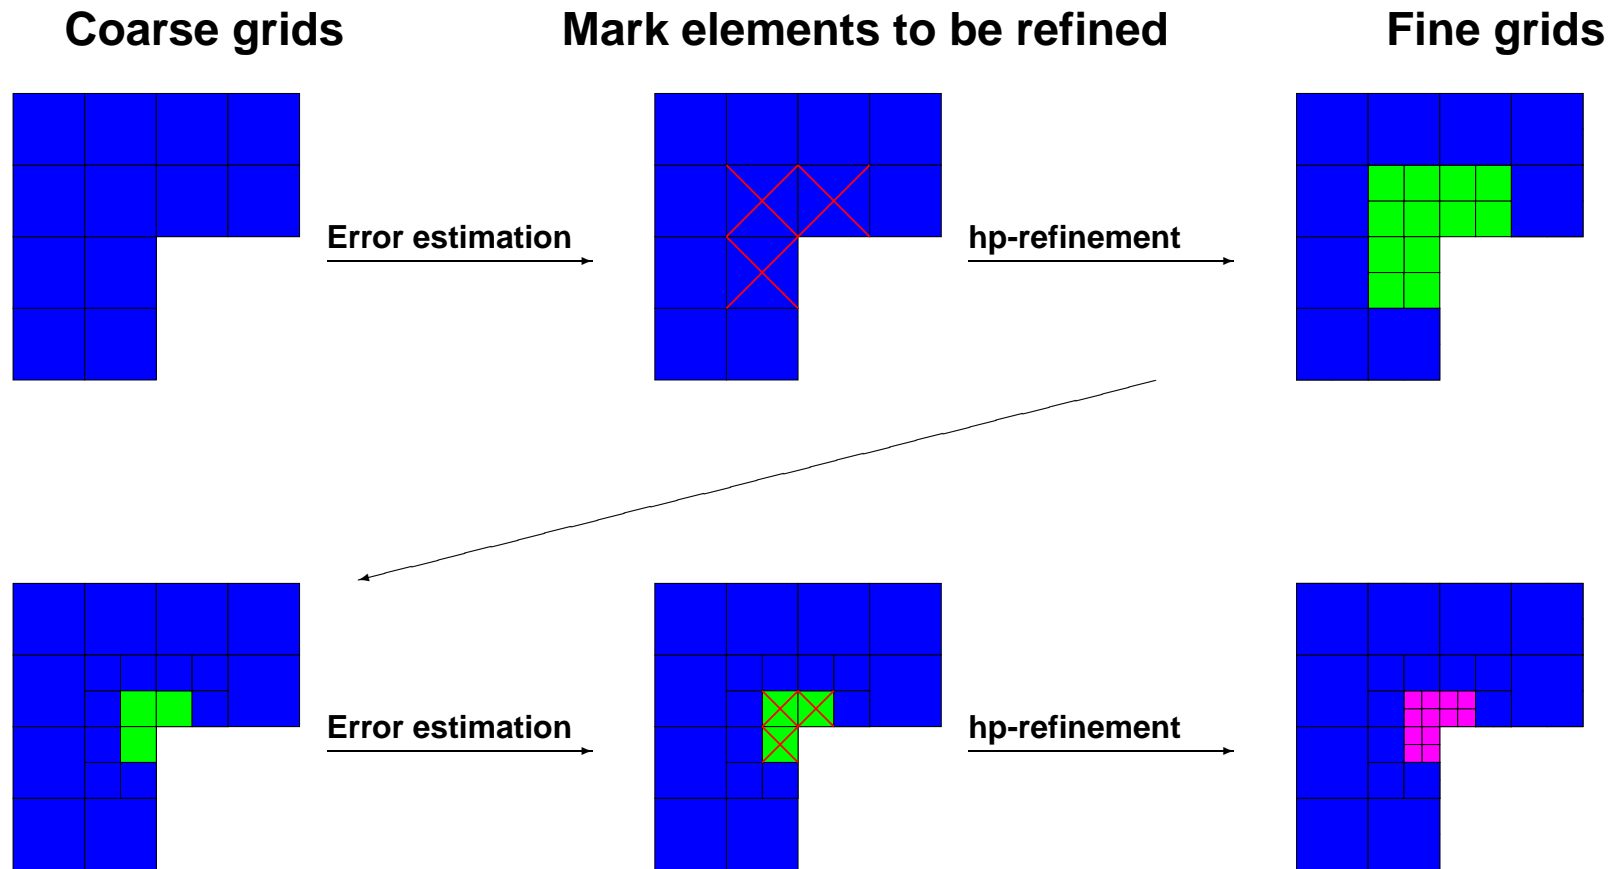 Coarse grids
Mark elements to be refined
Fine grids
Error estimation
hp-refinement
Error estimation
hp-refinement